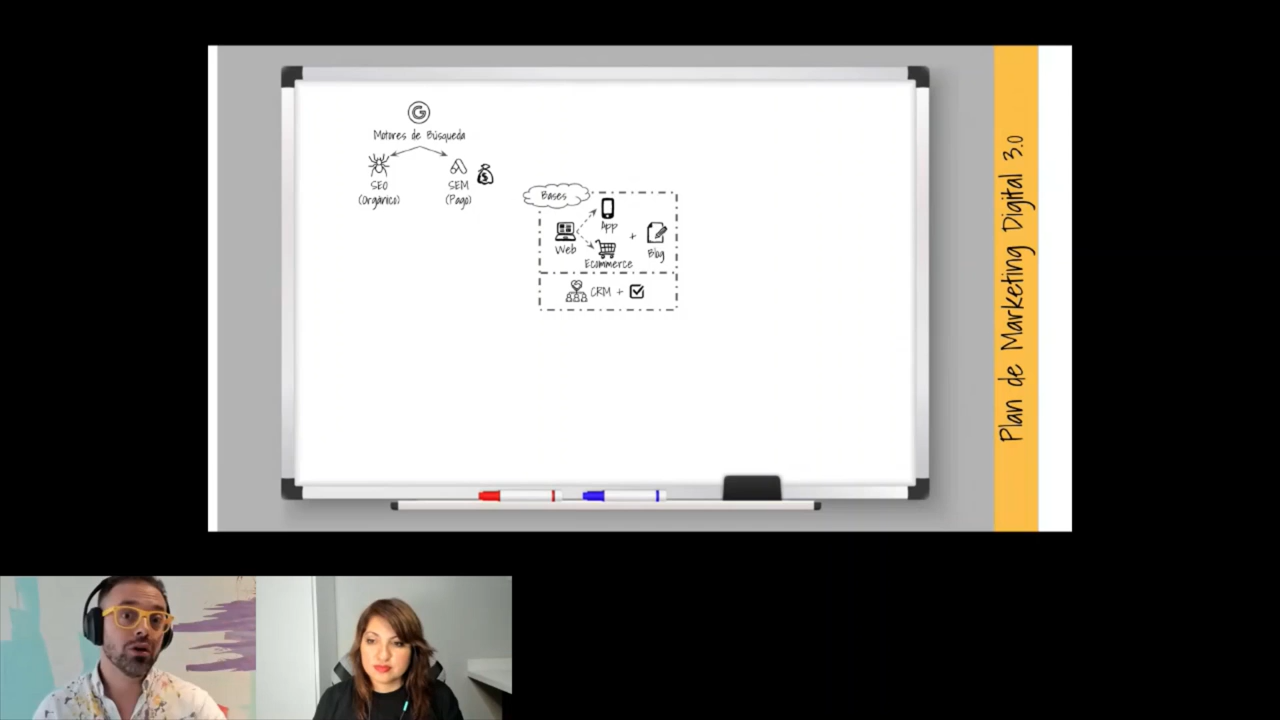 G
Motores de Búsqueda
SEO
(Orgánico)
SEM
(Pago)
$
Bases
Web
App
Ecommerce
+
Blog
CRM +
Plan de Marketing Digital 3.0